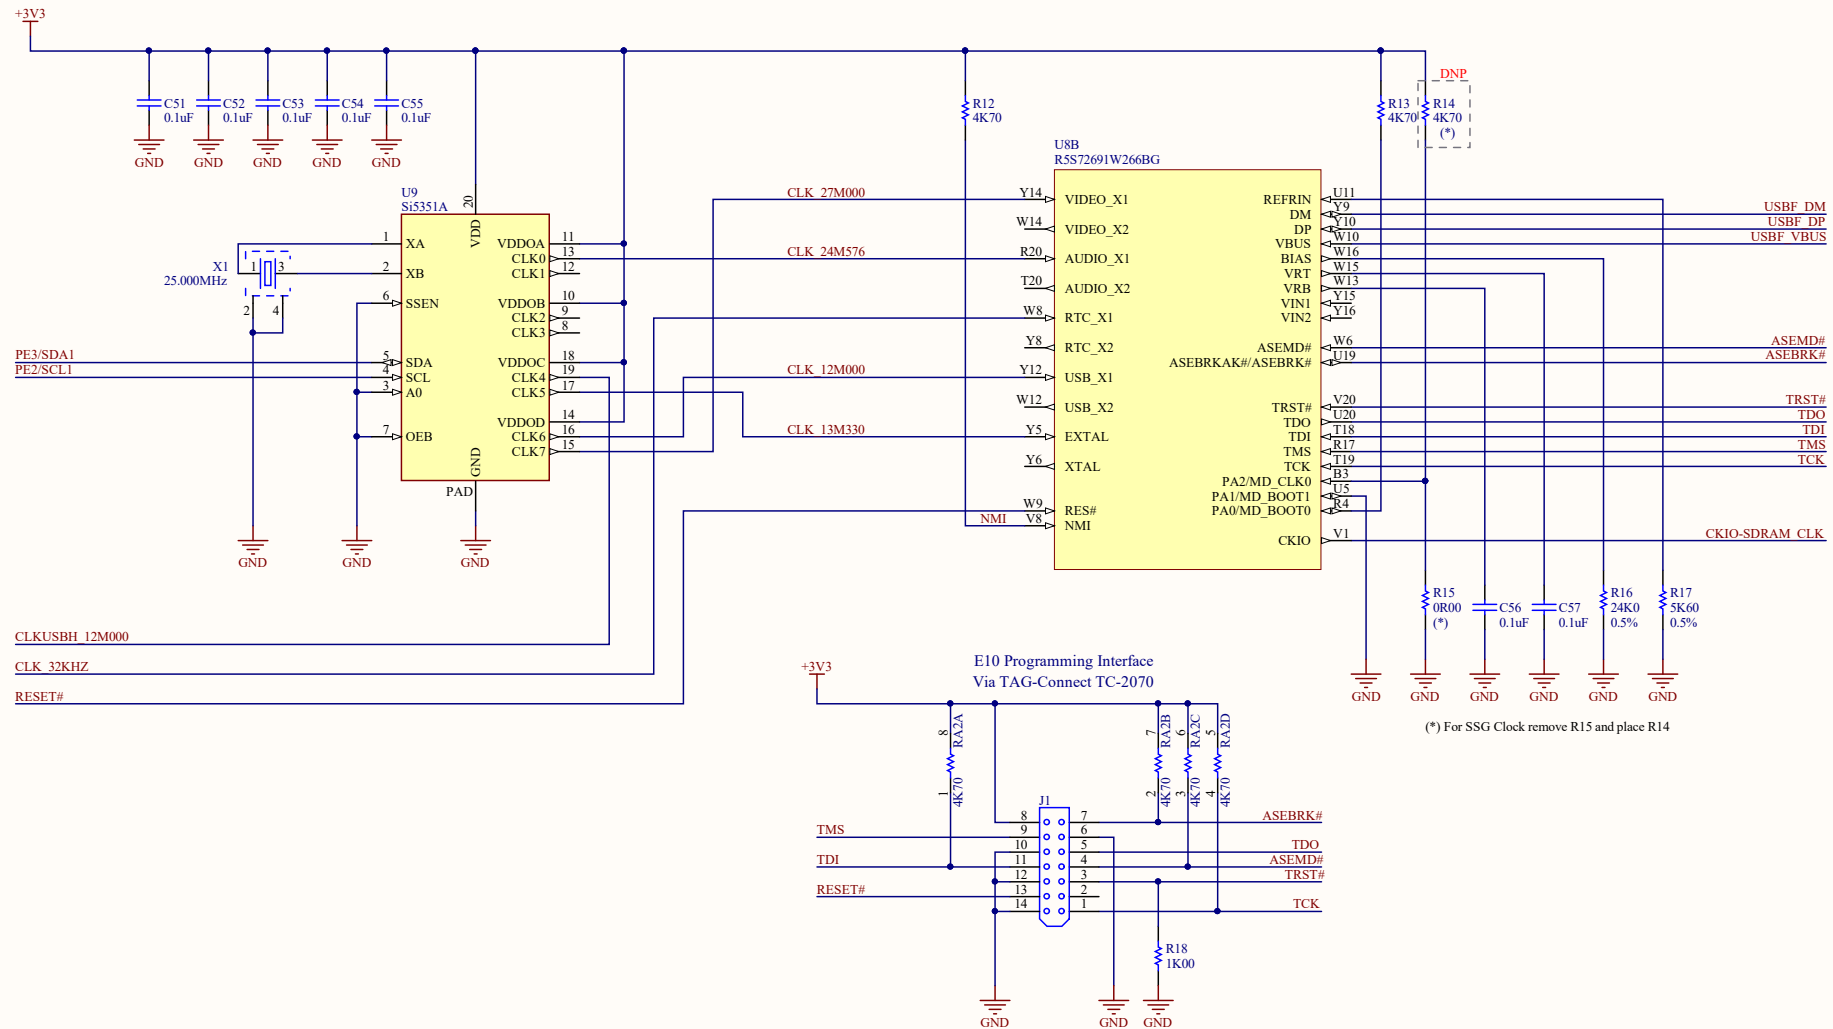 +3V3
C51
0.1uF
GND
C52
0.1uF
GND
C53
0.1uF
GND
C54
0.1uF
GND
C55
0.1uF
GND
R12
4K70
R13
4K70
DNP
R14
4K70
(*)
U9
Si5351A
20
VDD
1 XA
2 XB
6 SSEN
5 SDA
4 SCL
3 A0
7 OEB
VDDOA 11
CLK0 13
CLK1 12
VDDOB 10
CLK2 9
CLK3 8
VDDOC 18
CLK4 19
CLK5 17
VDDOD 14
CLK6 16
CLK7 15
GND
PAD
X1
25.000MHz
1 3
2 4
PE3/SDA1
PE2/SCL1
GND
GND
GND
CLKUSBH_12M000
CLK_32KHZ
RESET#
CLK_27M000
CLK_24M576
CLK_12M000
CLK_13M330
NMI
U8B
R5S72691W266BG
Y14 VIDEO_X1
W14 VIDEO_X2
R20 AUDIO_X1
T20 AUDIO_X2
W8 RTC_X1
Y8 RTC_X2
Y12 USB_X1
W12 USB_X2
Y5 EXTAL
Y6 XTAL
W9 RES#
V8 NMI
REFRIN U11
DM Y9
DP Y10
VBUS W10
BIAS W16
VRT W15
VRB W13
VIN1 Y15
VIN2 Y16
ASEMD# W6
ASEBRKAK#/ASEBRK# U19
TRST# V20
TDO U20
TDI T18
TMS R17
TCK T19
PA2/MD_CLK0 B3
PA1/MD_BOOT1 U5
PA0/MD_BOOT0 R4
CKIO V1
USBF_DM
USBF_DP
USBF_VBUS
ASEMD#
ASEBRK#
TRST#
TDO
TDI
TMS
TCK
CKIO-SDRAM_CLK
R15
0R00
(*)
C56
0.1uF
C57
0.1uF
R16
24K0
0.5%
R17
5K60
0.5%
GND
GND
GND
GND
GND
GND
(*) For SSG Clock remove R15 and place R14
E10 Programming Interface
Via TAG-Connect TC-2070
+3V3
8 RA2A
1 4K70
7 RA2B
2 4K70
6 RA2C
3 4K70
5 RA2D
4 4K70
J1
8 7
9 6
10 5
11 4
12 3
13 2
14 1
TMS
TDI
RESET#
ASEBRK#
TDO
ASEMD#
TRST#
TCK
R18
1K00
GND
GND
GND